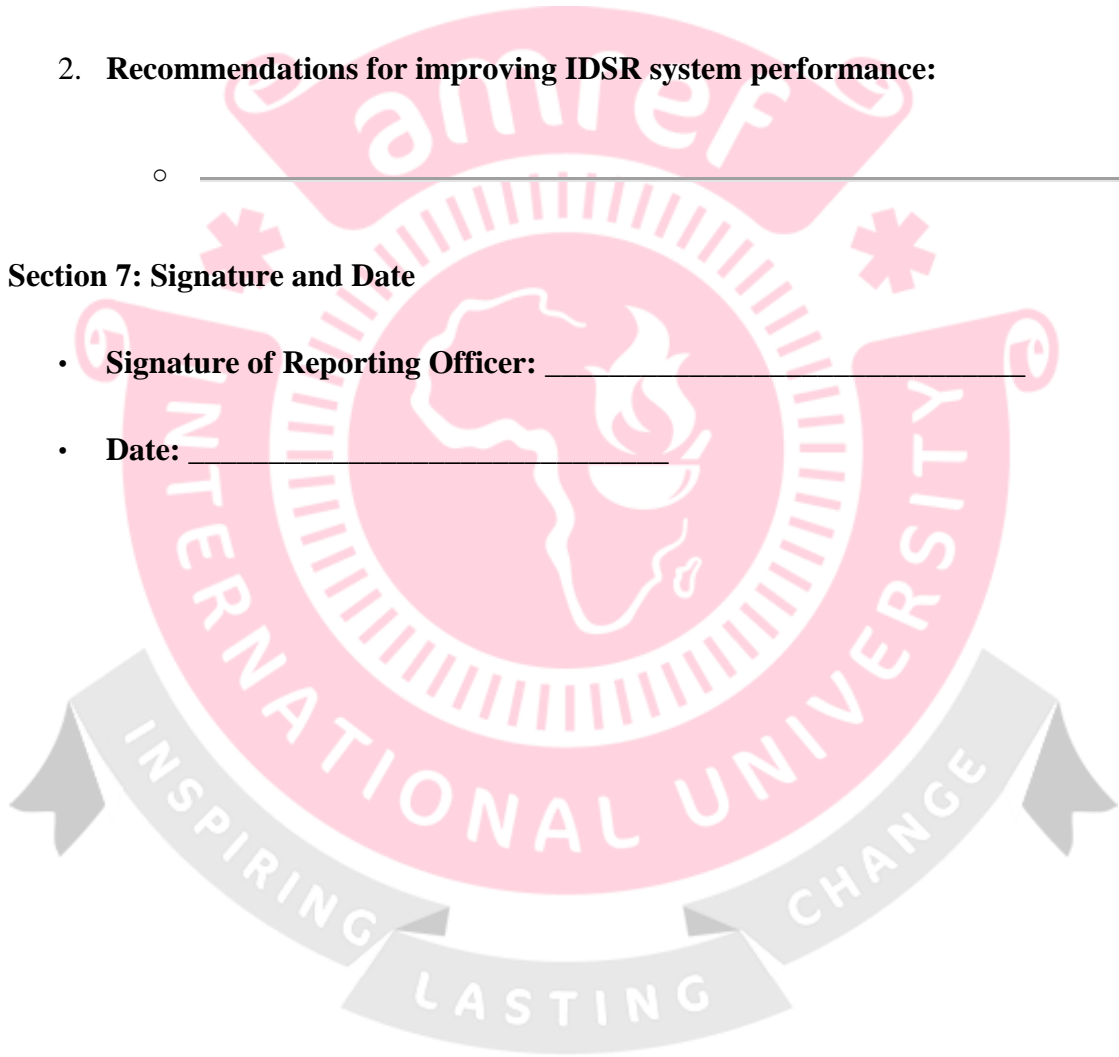 2. Recommendations for improving IDSR system performance:
amref
○ 
Section 7: Signature and Date
• Signature of Reporting Officer: ______________________________
• Date: ______________________________
INTERNATIONAL UNIVERSITY
INSPIRING
LASTING
CHANGE